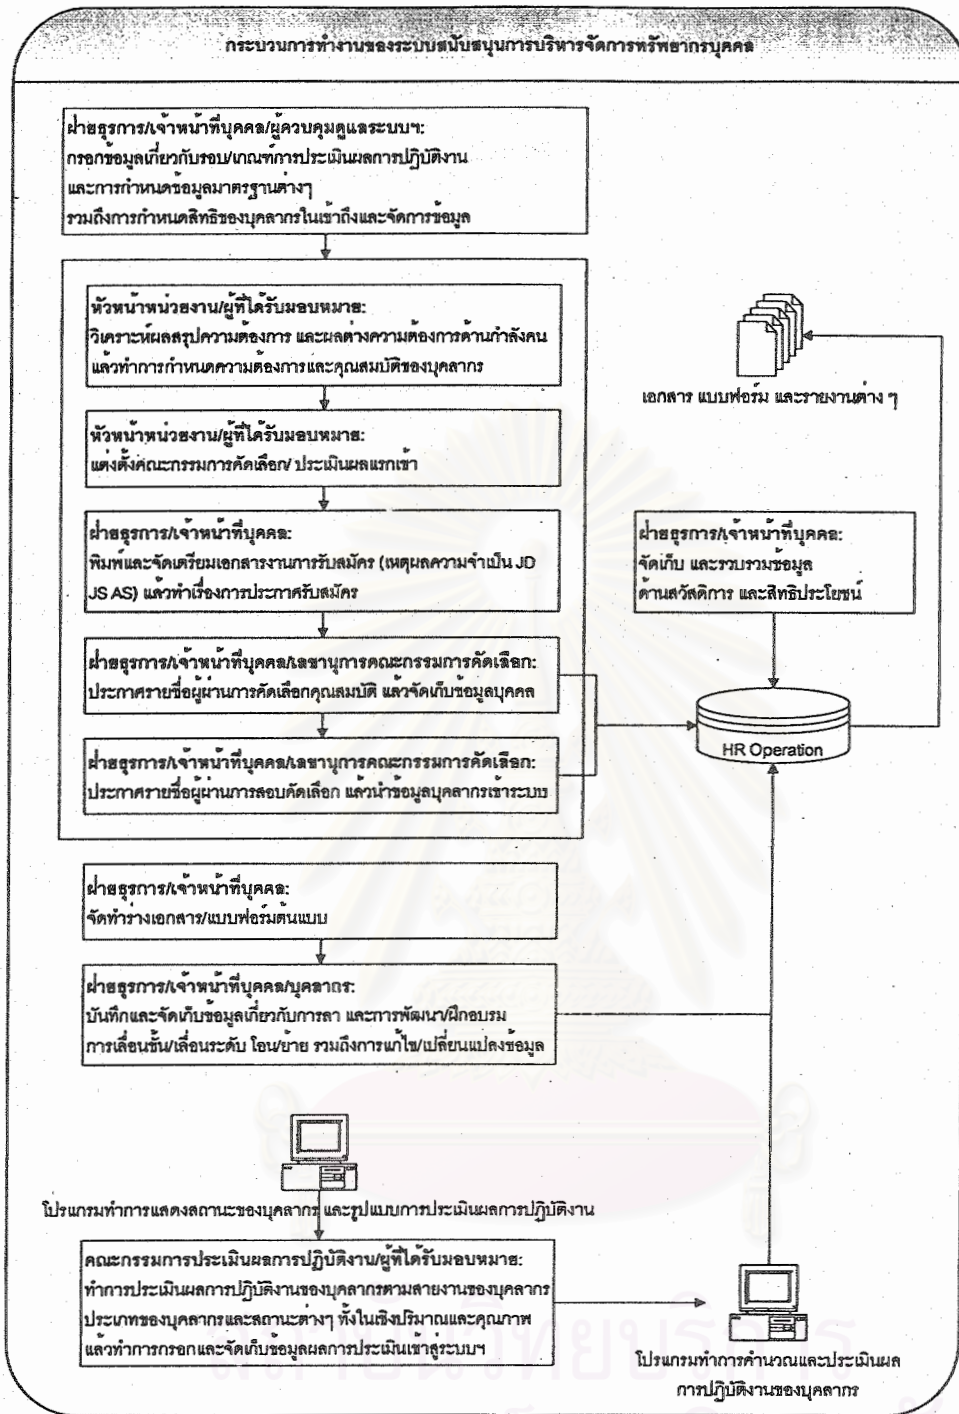 กระบวนการทำงานของระบบสนับสนุนการบริหารจัดการทรัพยากรบุคคล
ฝ่ายธุรการ/เจ้าหน้าที่บุคคล/ผู้ควบคุมดูแลระบบฯ:
กรอกข้อมูลเกี่ยวกับรอบ/เกณฑ์การประเมินผลการปฏิบัติงาน
และการกำหนดข้อมูลมาตรฐานต่างๆ
รวมถึงการกำหนดสิทธิของบุคลากรในเข้าถึงและจัดการข้อมูล
หัวหน้าหน่วยงาน/ผู้ที่ได้รับมอบหมาย:
วิเคราะห์ผลสรุปความต้องการ และผลต่างความต้องการด้านกำลังคน
แล้วทำการกำหนดความต้องการและคุณสมบัติของบุคลากร
หัวหน้าหน่วยงาน/ผู้ที่ได้รับมอบหมาย:
แต่งตั้งคณะกรรมการคัดเลือก/ ประเมินผลแรกเข้า
ฝ่ายธุรการ/เจ้าหน้าที่บุคคล:
พิมพ์และจัดเตรียมเอกสารงานการรับสมัคร (เหตุผลความจำเป็น JD
JS AS) แล้วทำเรื่องการประกาศรับสมัคร
ฝ่ายธุรการ/เจ้าหน้าที่บุคคล/เลขานุการคณะกรรมการคัดเลือก:
ประกาศรายชื่อผู้ผ่านการคัดเลือกคุณสมบัติ แล้วจัดเก็บข้อมูลบุคคล
ฝ่ายธุรการ/เจ้าหน้าที่บุคคล/เลขานุการคณะกรรมการคัดเลือก:
ประกาศรายชื่อผู้ผ่านการสอบคัดเลือก แล้วนำข้อมูลบุคลากรเข้าระบบ
เอกสาร แบบฟอร์ม และรายงานต่าง ๆ
ฝ่ายธุรการ/เจ้าหน้าที่บุคคล:
จัดเก็บ และรวบรวมข้อมูล
ด้านสวัสดิการ และสิทธิประโยชน์
HR Operation
ฝ่ายธุรการ/เจ้าหน้าที่บุคคล:
จัดทำร่างเอกสาร/แบบฟอร์มต้นแบบ
ฝ่ายธุรการ/เจ้าหน้าที่บุคคล/บุคลากร:
บันทึกและจัดเก็บข้อมูลเกี่ยวกับการลา และการพัฒนา/ฝึกอบรม
การเลื่อนขั้น/เลื่อนระดับ โอน/ย้าย รวมถึงการแก้ไข/เปลี่ยนแปลงข้อมูล
โปรแกรมทำการแสดงสถานะของบุคลากร และรูปแบบการประเมินผลการปฏิบัติงาน
คณะกรรมการประเมินผลการปฏิบัติงาน/ผู้ที่ได้รับมอบหมาย:
ทำการประเมินผลการปฏิบัติงานของบุคลากรตามสายงานของบุคลากร
ประเภทของบุคลากรและสถานะต่างๆ ทั้งในเชิงปริมาณและคุณภาพ
แล้วทำการกรอกและจัดเก็บข้อมูลผลการประเมินเข้าสู่ระบบฯ
โปรแกรมทำการคำนวณและประเมินผล
การปฏิบัติงานของบุคลากร